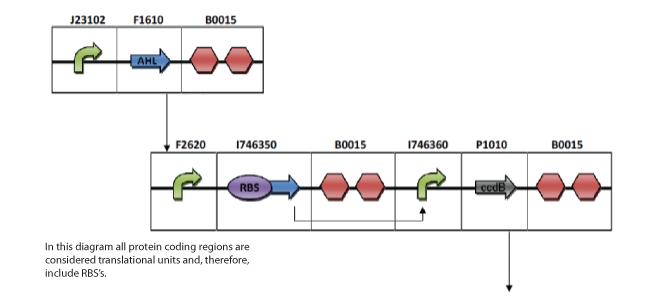 J23102 F1610 B0015
AHL
F2620 I746350 B0015 I746360 P1010 B0015
RBS ccdB
In this diagram all protein coding regions are
considered translational units and, therefore,
include RBS's.